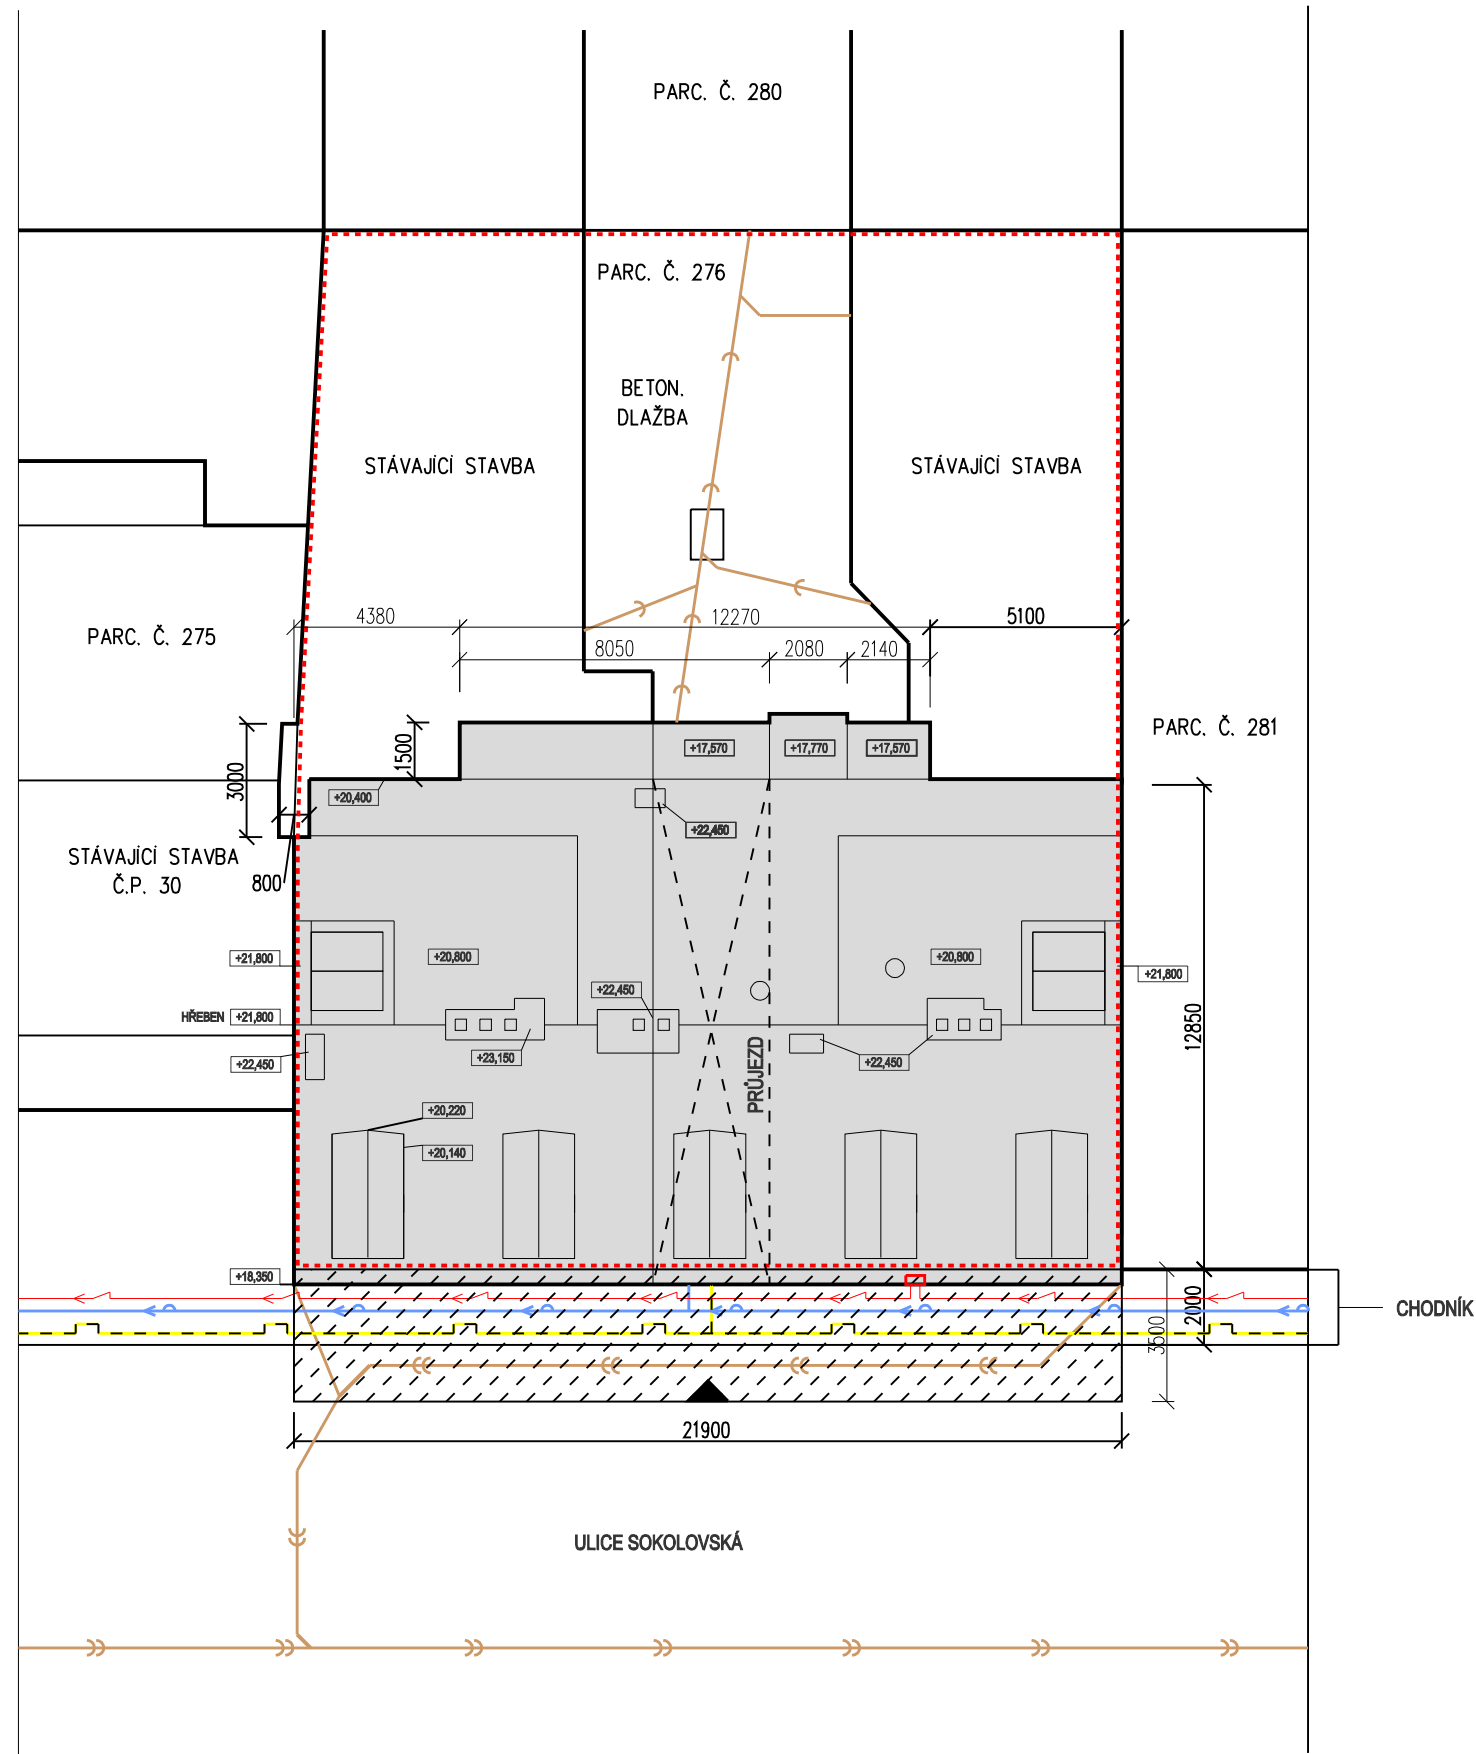 PARC. Č. 280
PARC. Č. 276
BETON.
DLAŽBA
STÁVAJÍCÍ STAVBA
STÁVAJÍCÍ STAVBA
4380
12270
5100
8050
2080
2140
PARC. Č. 275
PARC. Č. 281
3000
1500
+17,570
+17,770
+17,570
+20,400
+22,450
STÁVAJÍCÍ STAVBA
Č.P. 30
800
+21,800
+20,800
+20,800
+21,800
+22,450
HŘEBEN
+21,800
+23,150
+22,450
+22,450
PRŮJEZD
12850
+20,220
+20,140
+18,350
2000
3500
CHODNÍK
21900
ULICE SOKOLOVSKÁ